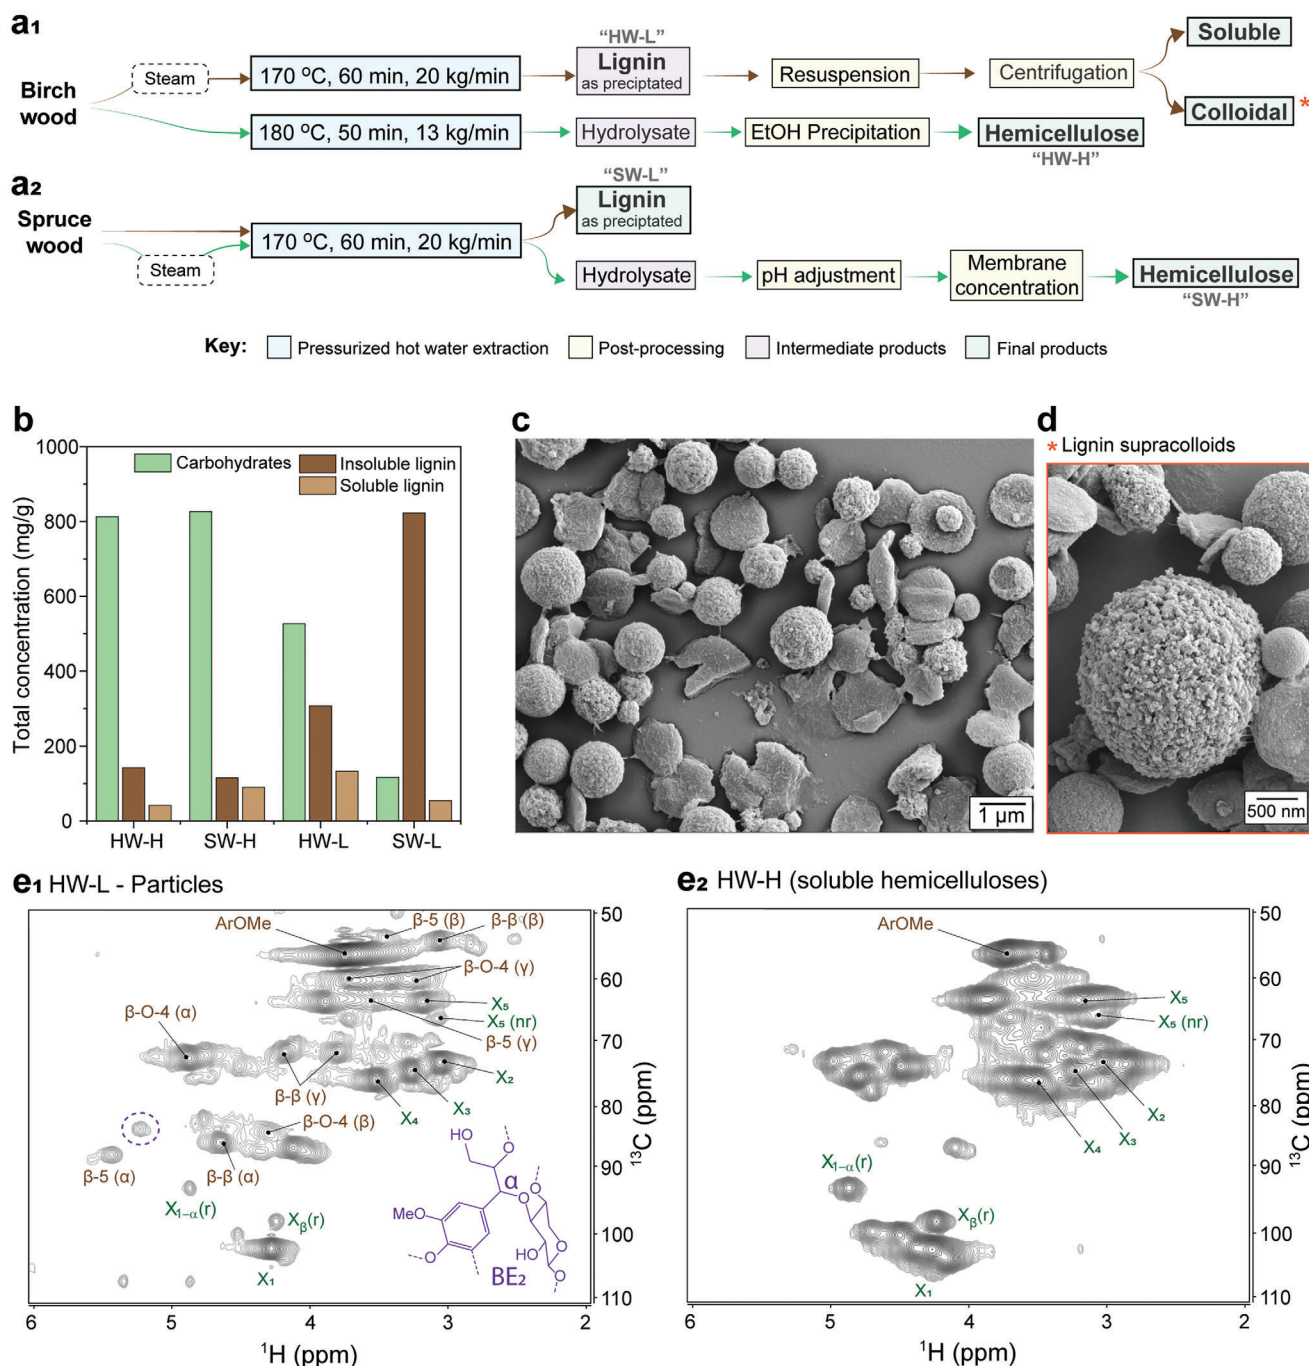 a1
"HW-L"
Birch
wood
Steam
170 °C, 60 min, 20 kg/min
Lignin
as preciptated
Resuspension
Centrifugation
Soluble
Colloidal *
180 °C, 50 min, 13 kg/min
Hydrolysate
EtOH Precipitation
Hemicellulose
"HW-H"
a2
"SW-L"
Spruce
wood
Steam
170 °C, 60 min, 20 kg/min
Lignin
as preciptated
Hydrolysate
pH adjustment
Membrane
concentration
Hemicellulose
"SW-H"
Key: Pressurized hot water extraction Post-processing Intermediate products Final products
b
Total concentration (mg/g)
1000
800
600
400
200
0
Carbohydrates
Insoluble lignin
Soluble lignin
HW-H SW-H HW-L SW-L
c
1 µm
d
* Lignin supracolloids
500 nm
e1 HW-L - Particles
ArOMe
β-5 (β)
β-β (β)
β-O-4 (γ)
X5
X5 (nr)
β-5 (γ)
β-O-4 (α)
β-β (γ)
X2
X3
X4
β-O-4 (β)
β-5 (α)
β-β (α)
X1-α(r)
Xβ(r)
X1
HO
O
α
O
O
MeO
O
O
HO
O
BE2
50
60
70
80
90
100
110
13C (ppm)
6 5 4 3 2
1H (ppm)
e2 HW-H (soluble hemicelluloses)
ArOMe
X5
X5 (nr)
X2
X3
X4
X1-α(r)
Xβ(r)
X1
50
60
70
80
90
100
110
13C (ppm)
6 5 4 3 2
1H (ppm)